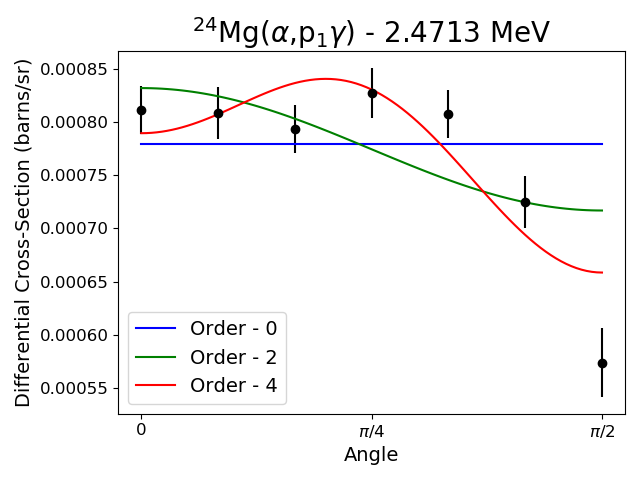 ²⁴Mg(α,p₁γ) - 2.4713 MeV
Differential Cross-Section (barns/sr)
0.00085
0.00080
0.00075
0.00070
0.00065
0.00060
0.00055
Order - 0
Order - 2
Order - 4
0 π/4 π/2
Angle